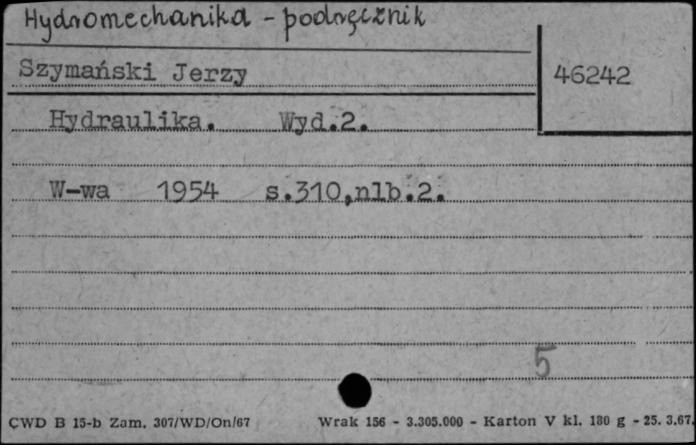 Hydromechanika - podręcznik
Szymański Jerzy
46242
Hydraulika. Wyd.2.
W-wa 1954 s.310,nlb.2.
5
CWD B 15-b Zam. 307/WD/On/67 Wrak 156 - 3.305.000 - Karton V kl. 180 g - 25. 3.67.